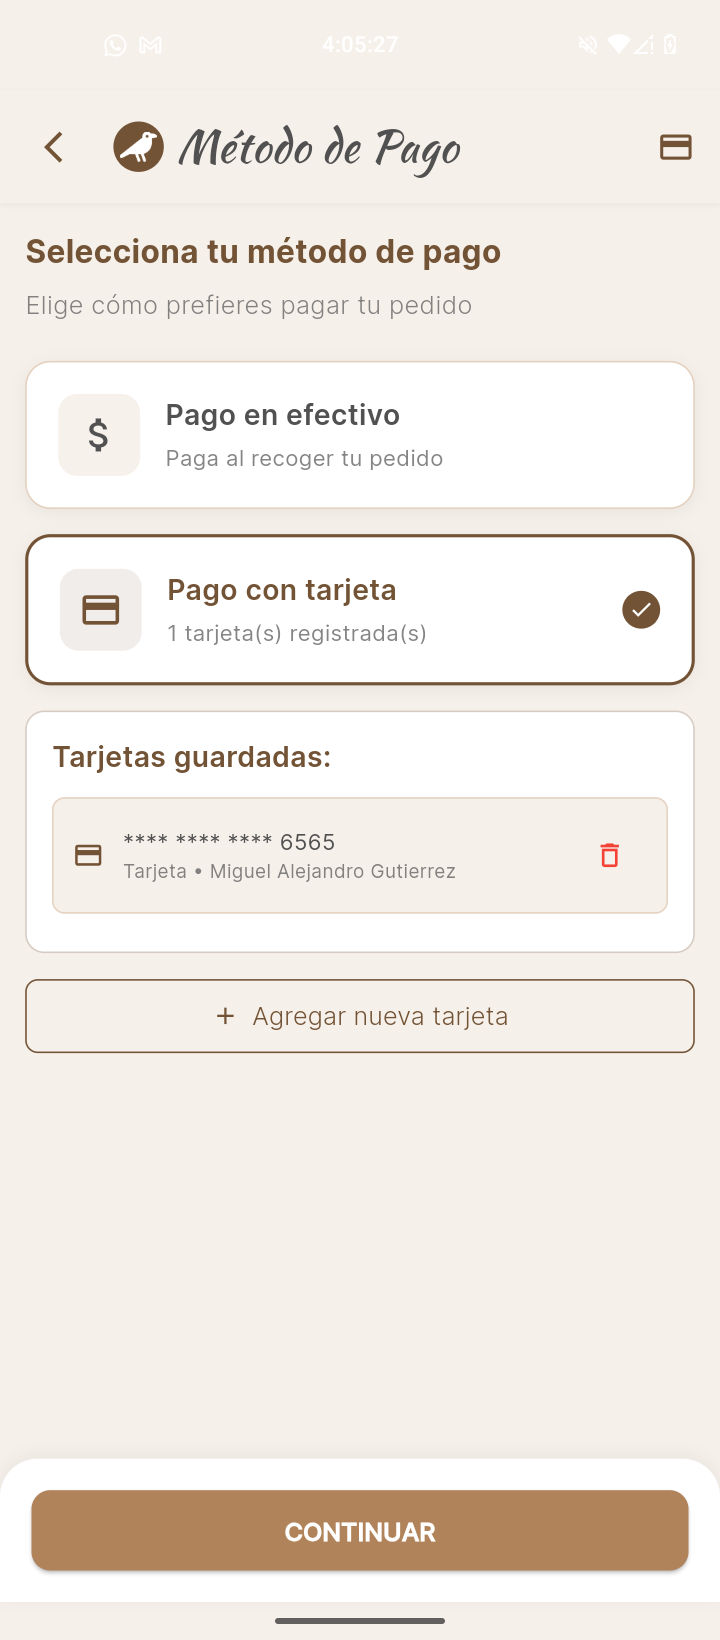 4:05:27
Método de Pago
Selecciona tu método de pago
Elige cómo prefieres pagar tu pedido
$
Pago en efectivo
Paga al recoger tu pedido
Pago con tarjeta
1 tarjeta(s) registrada(s)
Tarjetas guardadas:
**** **** **** 6565
Tarjeta • Miguel Alejandro Gutierrez
+ Agregar nueva tarjeta
CONTINUAR